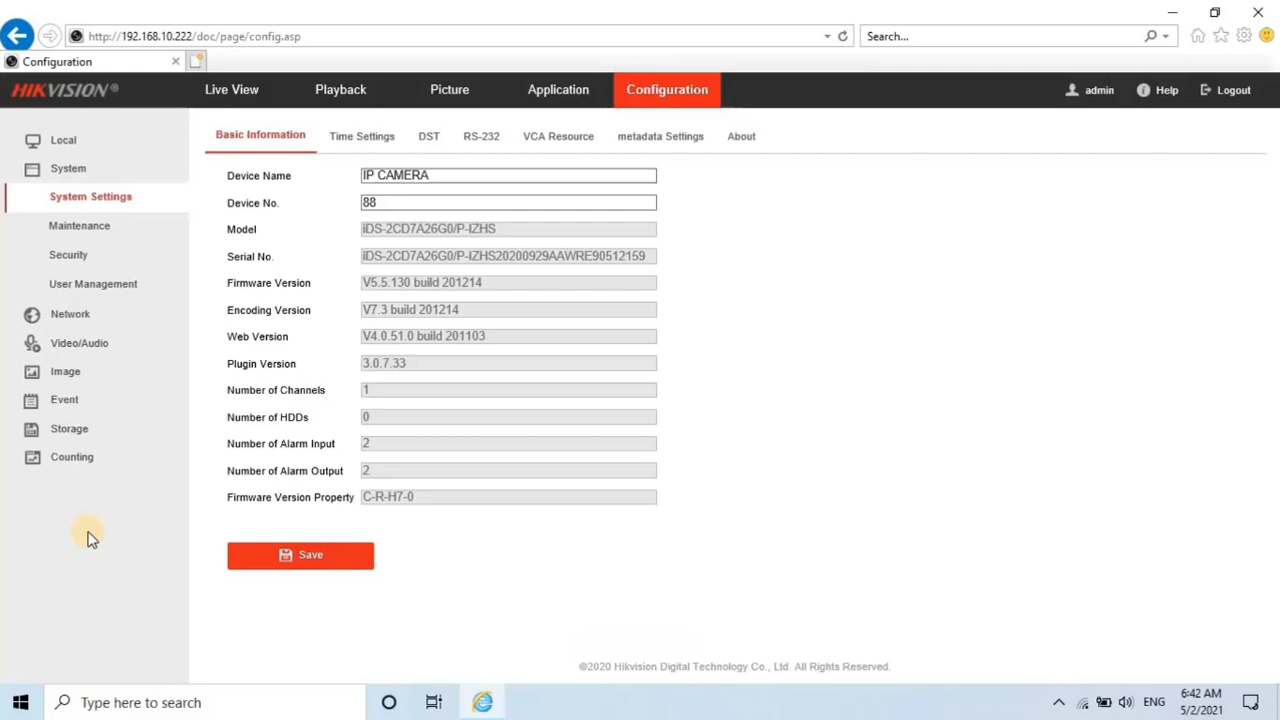 http://192.168.10.222/doc/page/config.asp
Search...
Configuration
HIKVISION®
Live View
Playback
Picture
Application
Configuration
admin
Help
Logout
Local
System
System Settings
Maintenance
Security
User Management
Network
Video/Audio
Image
Event
Storage
Counting
Basic Information
Time Settings
DST
RS-232
VCA Resource
metadata Settings
About
Device Name IP CAMERA
Device No. 88
Model iDS-2CD7A26G0/P-IZHS
Serial No. iDS-2CD7A26G0/P-IZHS20200929AAWRE90512159
Firmware Version V5.5.130 build 201214
Encoding Version V7.3 build 201214
Web Version V4.0.51.0 build 201103
Plugin Version 3.0.7.33
Number of Channels 1
Number of HDDs 0
Number of Alarm Input 2
Number of Alarm Output 2
Firmware Version Property C-R-H7-0
Save
©2020 Hikvision Digital Technology Co., Ltd. All Rights Reserved.
Type here to search
ENG
6:42 AM
5/2/2021